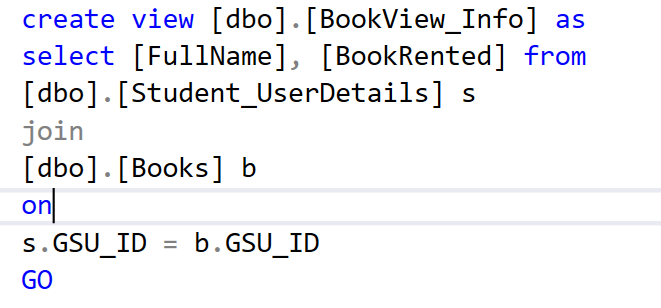 create view [dbo].[BookView_Info] as
select [FullName], [BookRented] from
[dbo].[Student_UserDetails] s
join
[dbo].[Books] b
on
s.GSU_ID = b.GSU_ID
GO